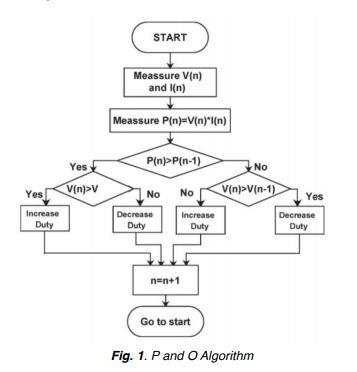 START
Meassure V(n)
and I(n)
Meassure P(n)=V(n)*I(n)
P(n)>P(n-1)
Yes
No
V(n)>V
V(n)>V(n-1)
Yes
No
No
Yes
Increase
Duty
Decrease
Duty
Increase
Duty
Decrease
Duty
n=n+1
Go to start
Fig. 1. P and O Algorithm